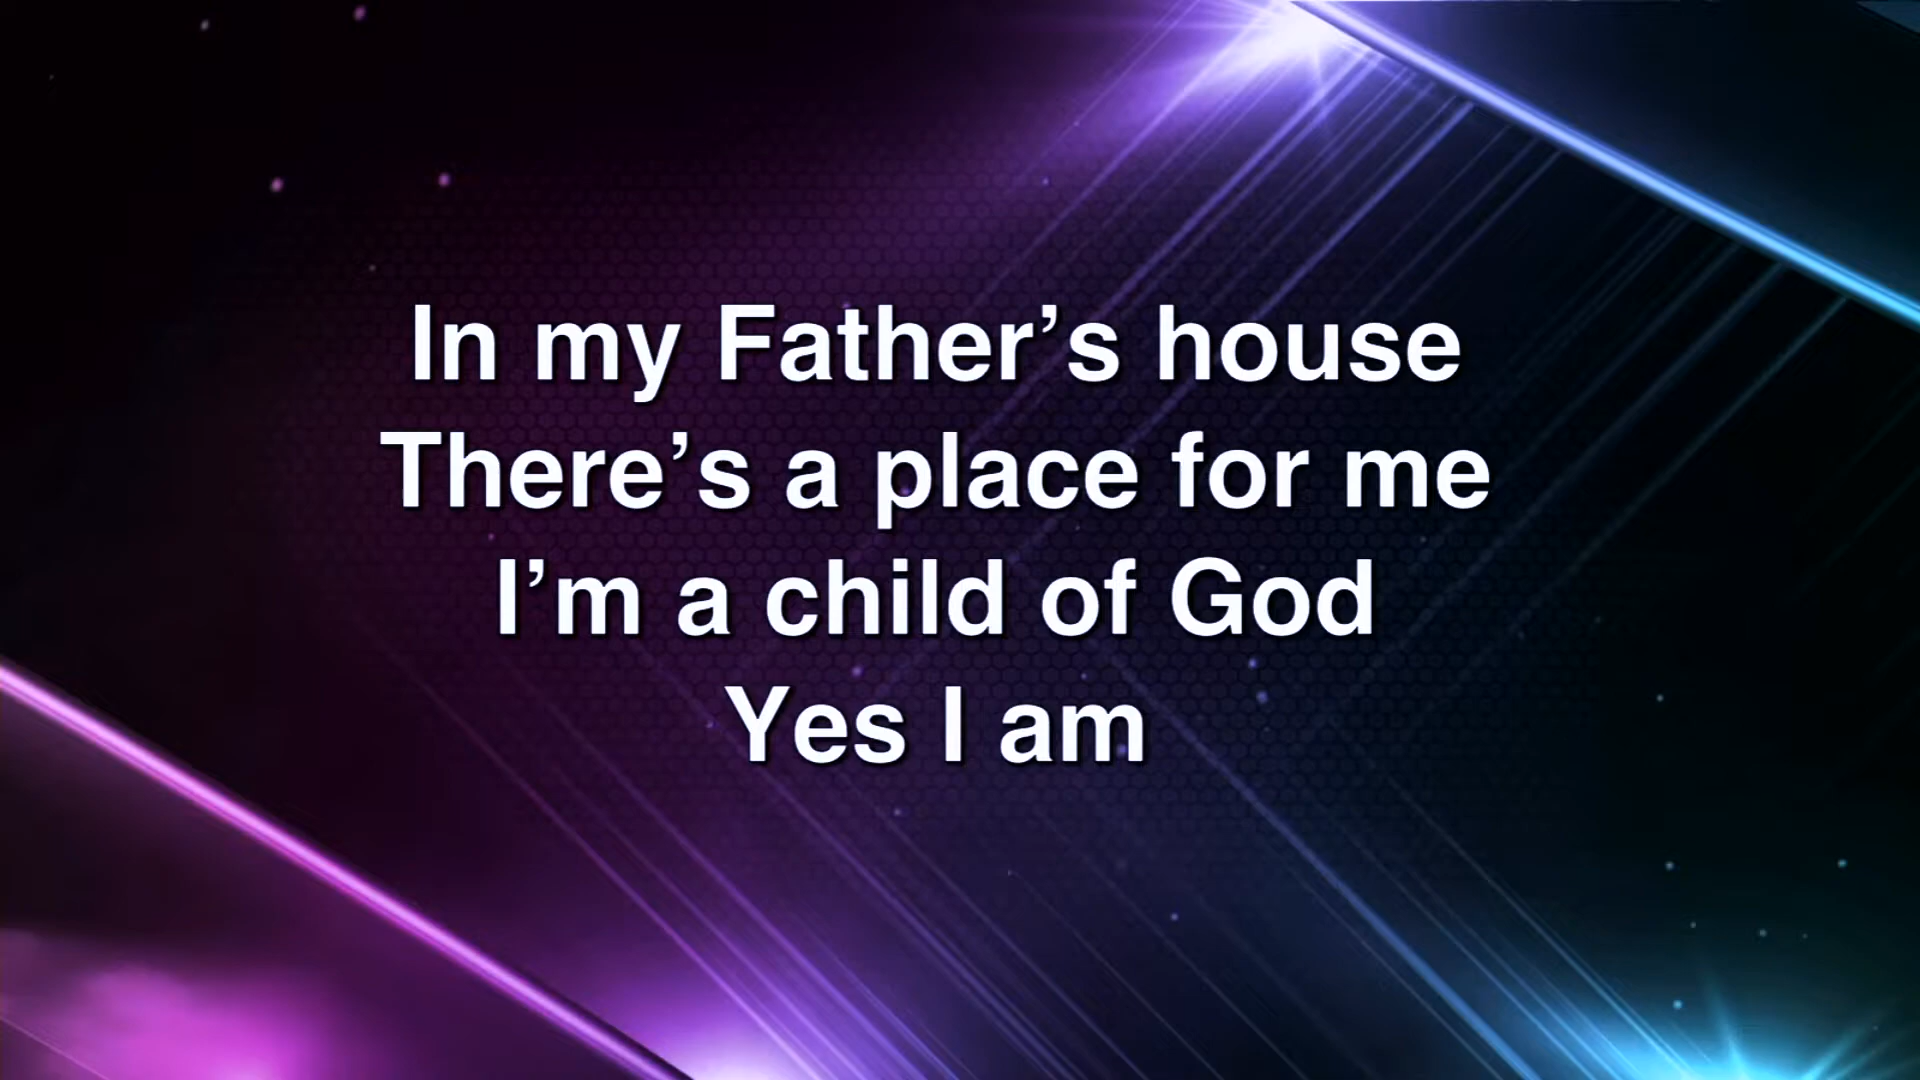 In my Father’s house
There’s a place for me
I’m a child of God
Yes I am